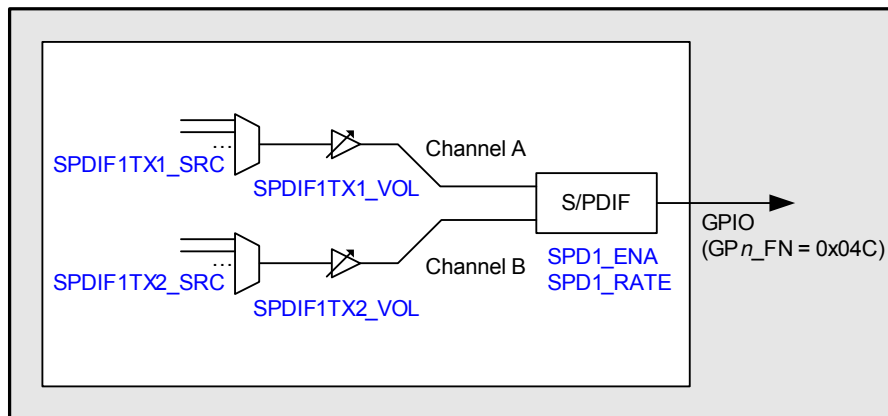 ...
SPDIF1TX1_SRC
SPDIF1TX1_VOL
Channel A
S/PDIF
GPIO
(GPn_FN = 0x04C)
SPD1_ENA
SPD1_RATE
...
SPDIF1TX2_SRC
SPDIF1TX2_VOL
Channel B